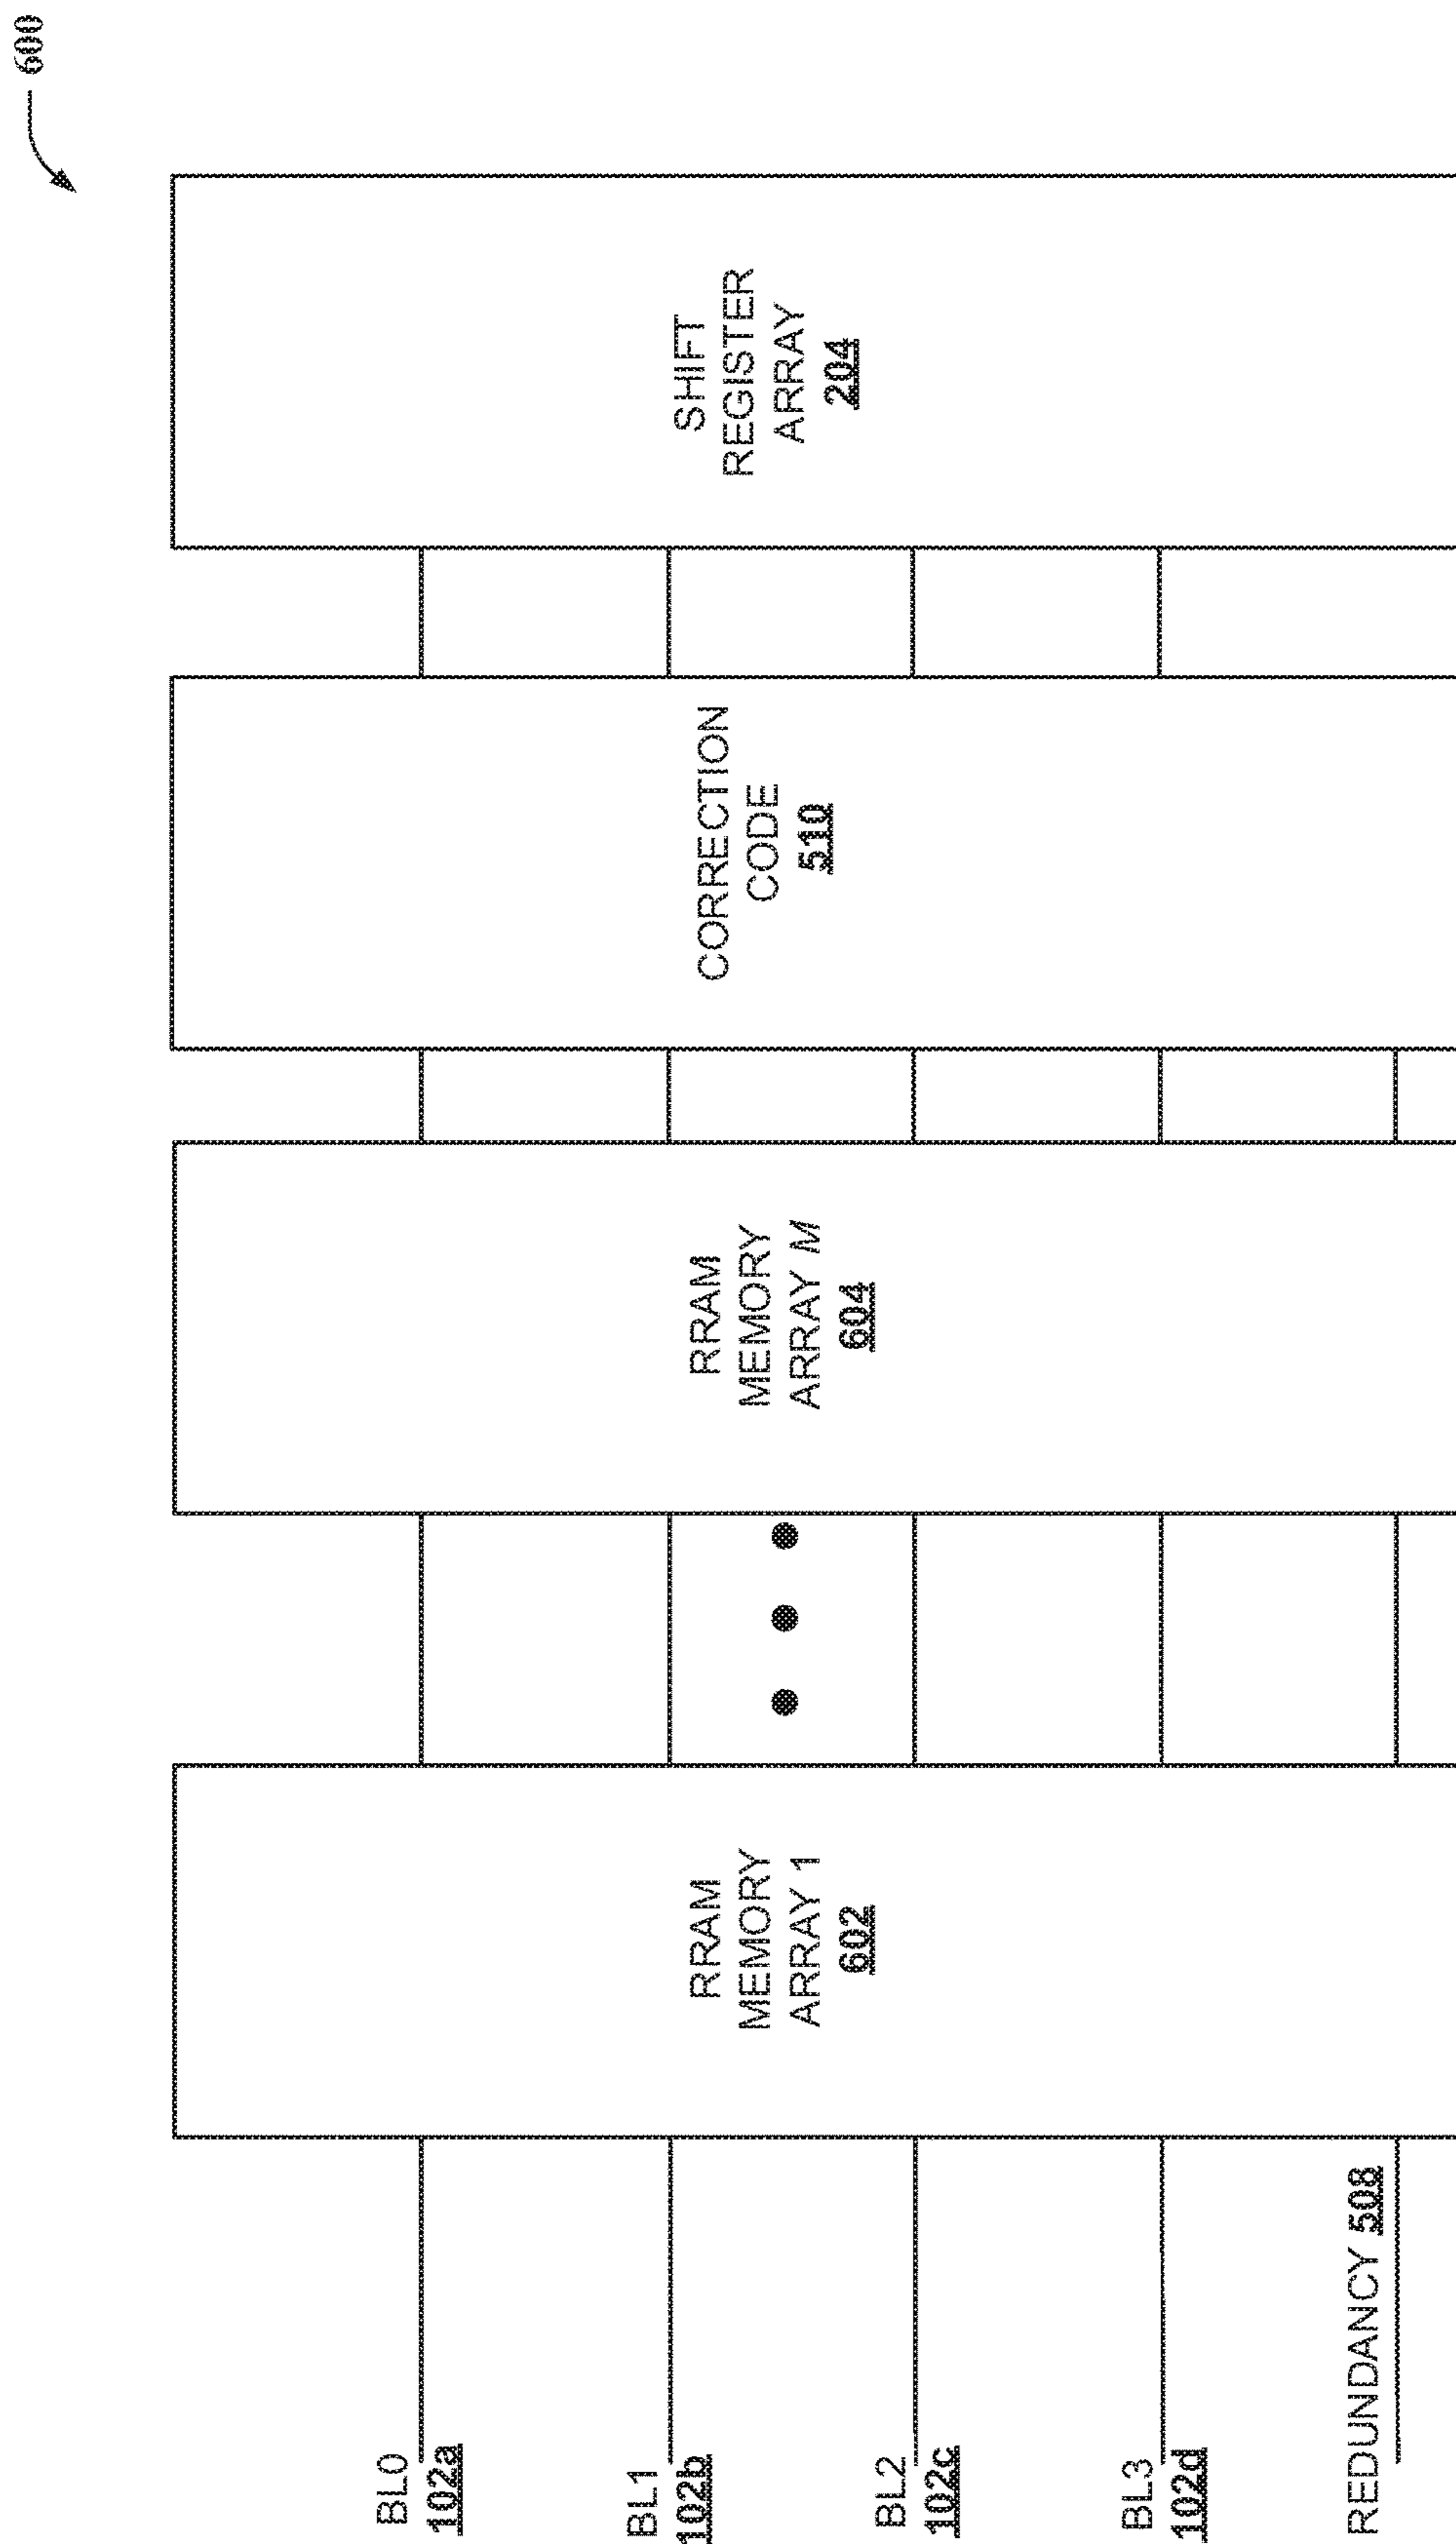 600
BL0
102a
BL1
102b
BL2
102c
BL3
102d
REDUNDANCY 508
RRAM
MEMORY
ARRAY 1
602
RRAM
MEMORY
ARRAY M
604
CORRECTION
CODE
510
SHIFT
REGISTER
ARRAY
204